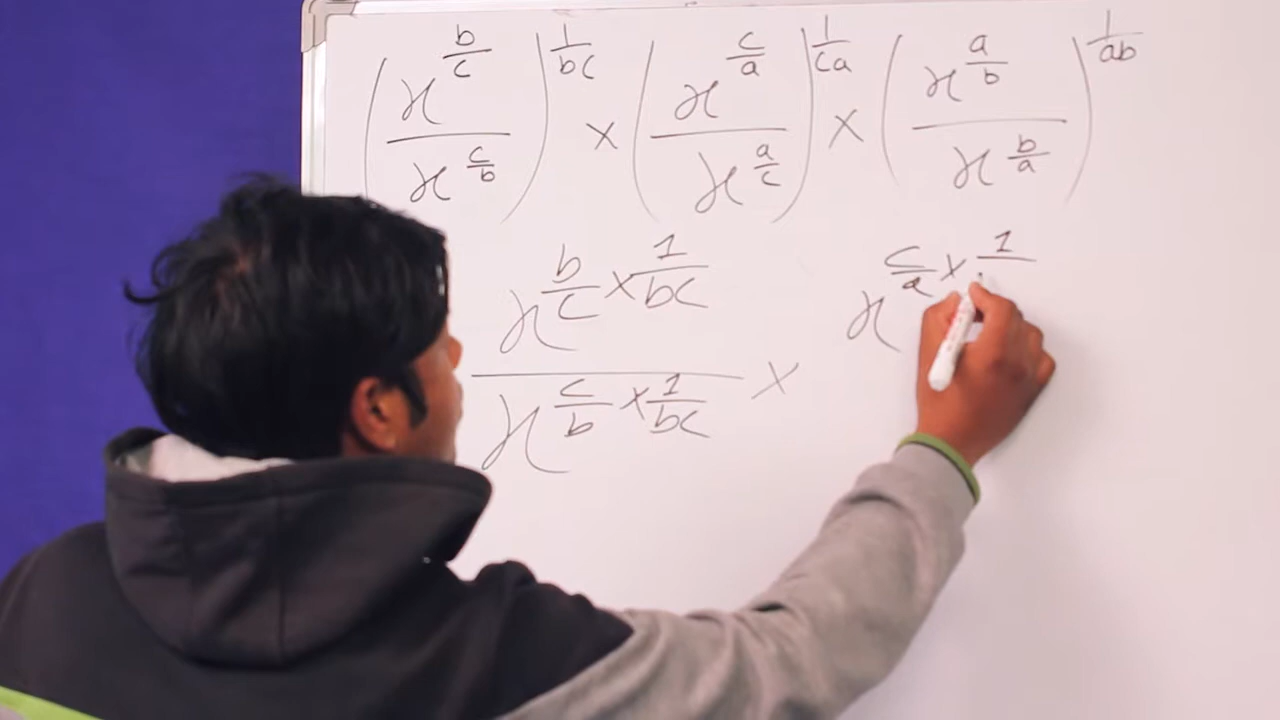 (x^(b/c) / x^(c/b))^(1/bc) × (x^(c/a) / x^(a/c))^(1/ca) × (x^(a/b) / x^(b/a))^(1/ab)
x^(b/c × 1/bc) / x^(c/b × 1/bc) × x^(c/a × 1/